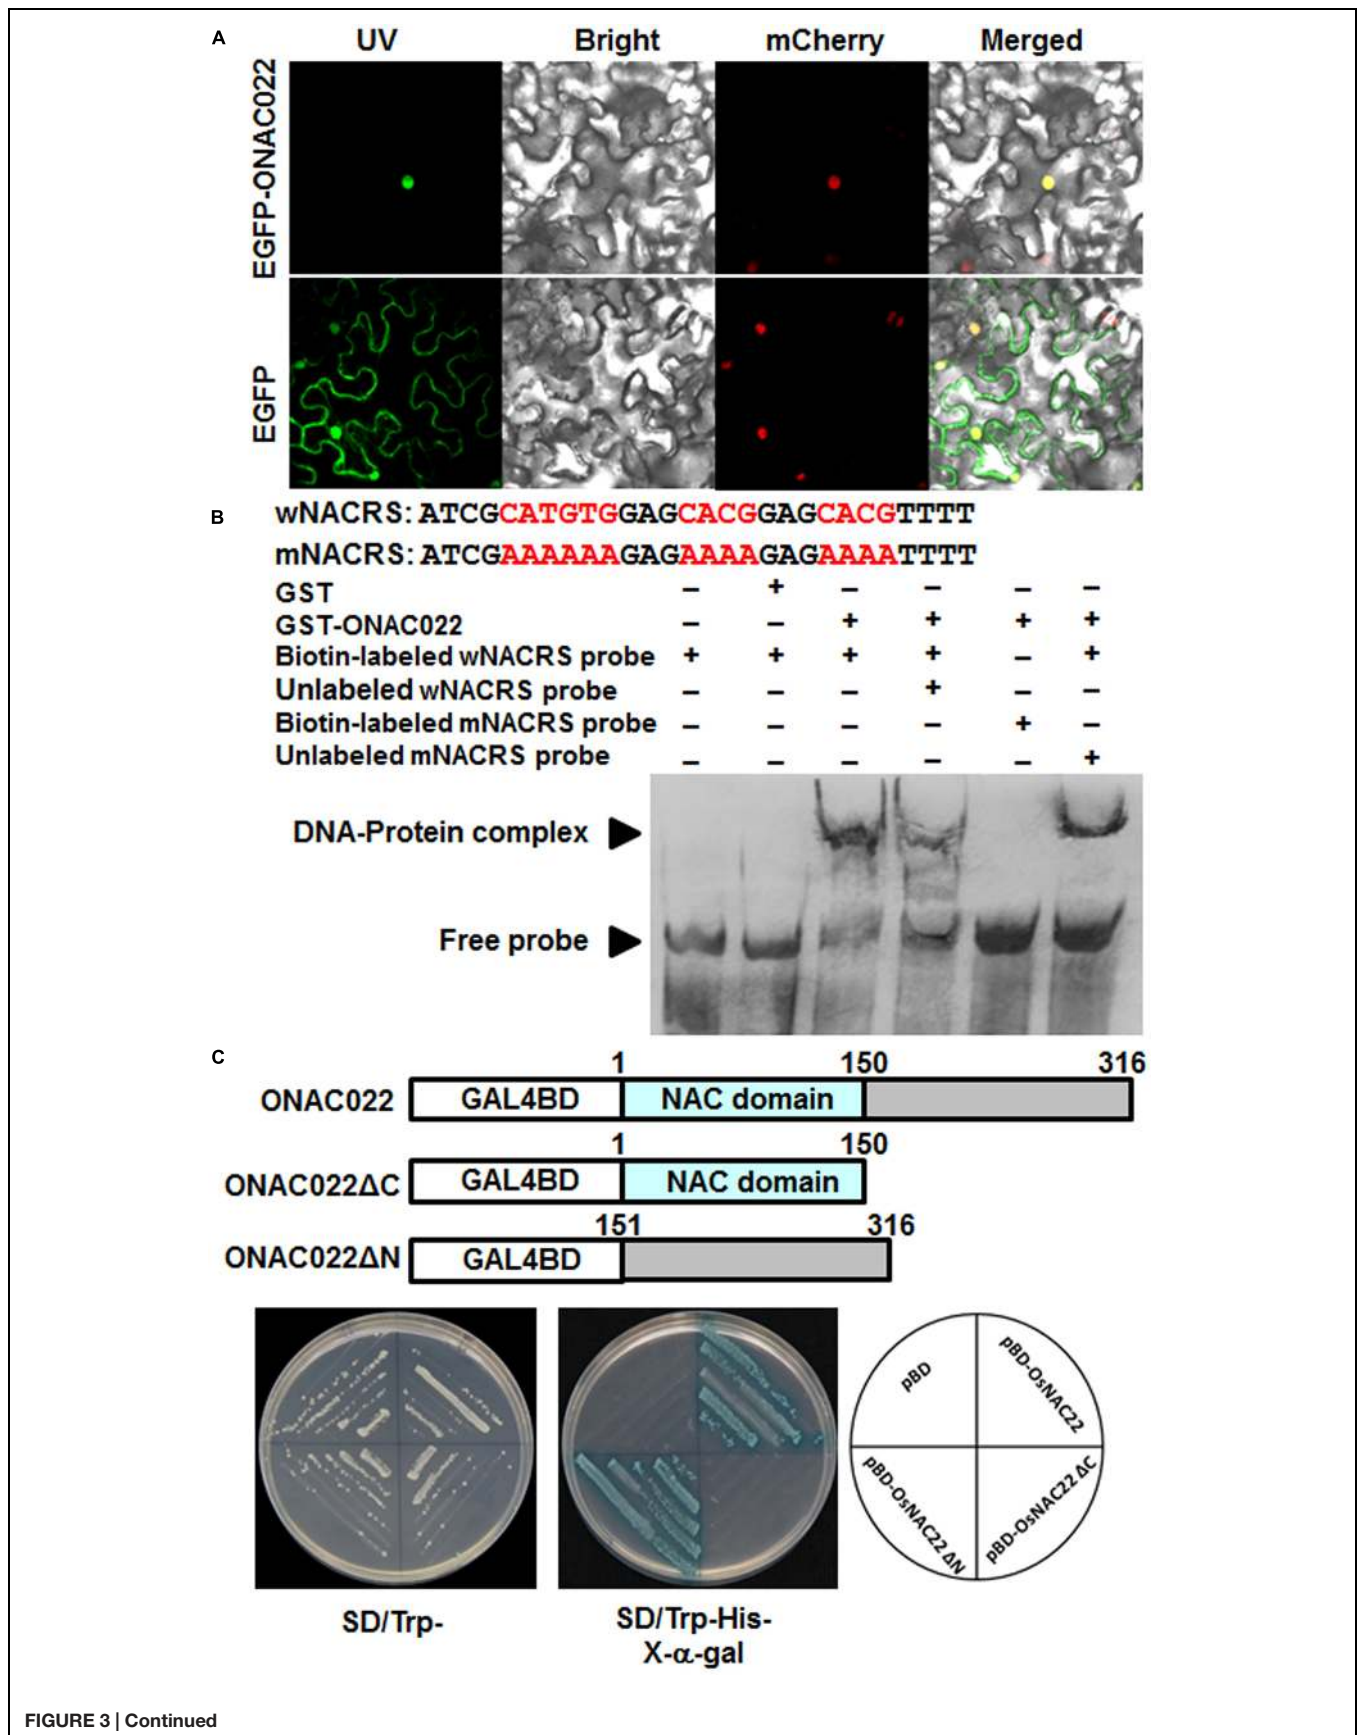 A
UV Bright mCherry Merged
EGFP-ONAC022
EGFP
B
wNACRS: ATCGCATGTGGAGCACGGAGCACGTTTT
mNACRS: ATCGAAAAAAGAGAAAAGAGAAAATTTT
GST – + – – – –
GST-ONAC022 – – + + + +
Biotin-labeled wNACRS probe + + + + – +
Unlabeled wNACRS probe – – – + – –
Biotin-labeled mNACRS probe – – – – + –
Unlabeled mNACRS probe – – – – – +
DNA-Protein complex
Free probe
C
1 150 316
ONAC022 GAL4BD NAC domain
1 150
ONAC022ΔC GAL4BD NAC domain
151 316
ONAC022ΔN GAL4BD
pBD pBD-OsNAC22
pBD-OsNAC22 ΔN pBD-OsNAC22 ΔC
SD/Trp- SD/Trp-His-
X-α-gal
FIGURE 3 | Continued